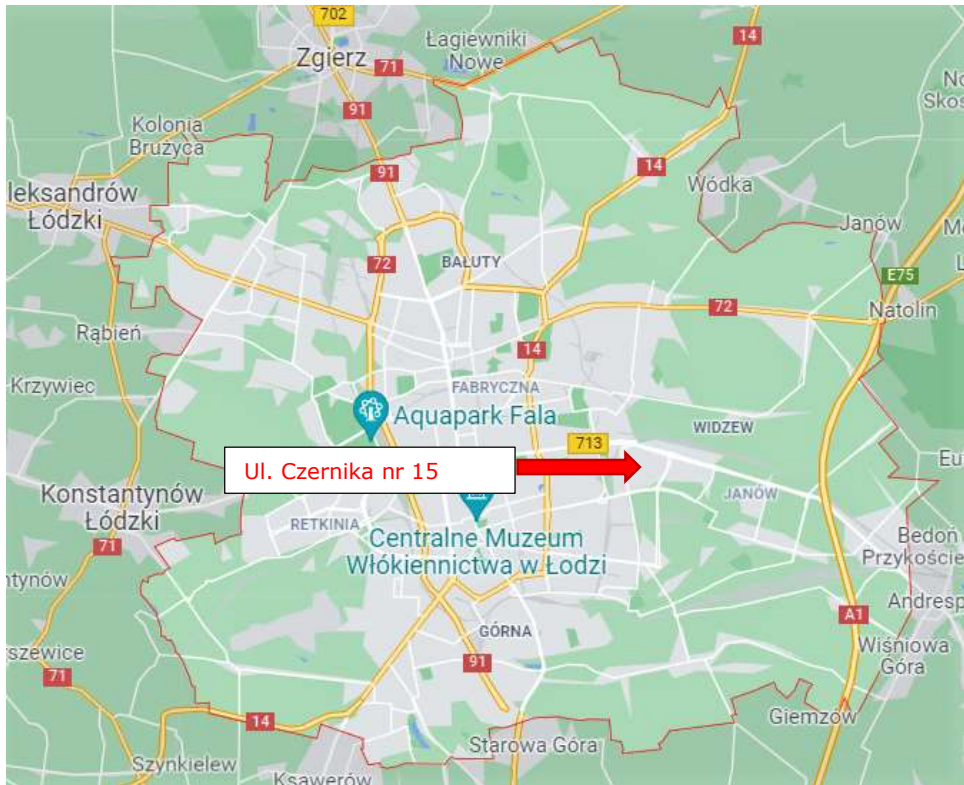 702
14
Łagiewniki
Nowe
Zgierz
71
91
No
Skos
Kolonia
Brużyca
14
91
Wódka
leksandrów
Łódzki
Janów
M
72
BAŁUTY
E75
L
72
Natolin
Rąbień
14
Krzywiec
FABRYCZNA
Aquapark Fala
WIDZEW
713
Ul. Czernika nr 15
Eu
Konstantynów
Łódzki
JANÓW
RETKINIA
Centralne Muzeum
Włókiennictwa w Łodzi
71
Bedoń
Przykoście
ntynów
Andresp
A1
GÓRNA
Wiśniowa
Góra
rszewice
91
71
Giemzów
14
Starowa Góra
Szynkielew
Ksawerów